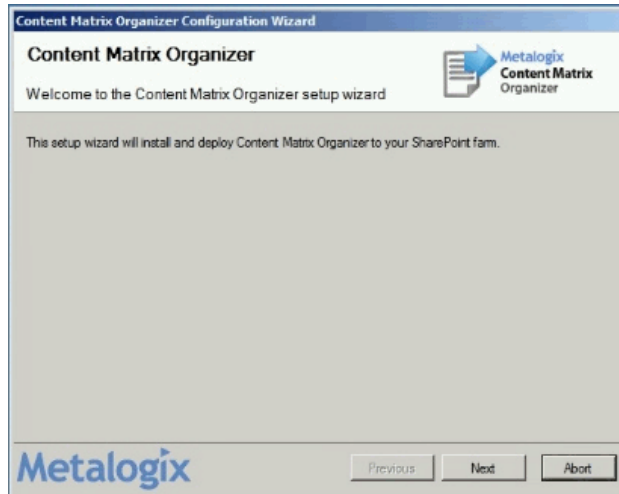 Content Matrix Organizer Configuration Wizard
Content Matrix Organizer
Welcome to the Content Matrix Organizer setup wizard
Metalogix
Content Matrix
Organizer
This setup wizard will install and deploy Content Matrix Organizer to your SharePoint farm.
Metalogix
Previous Next Abort